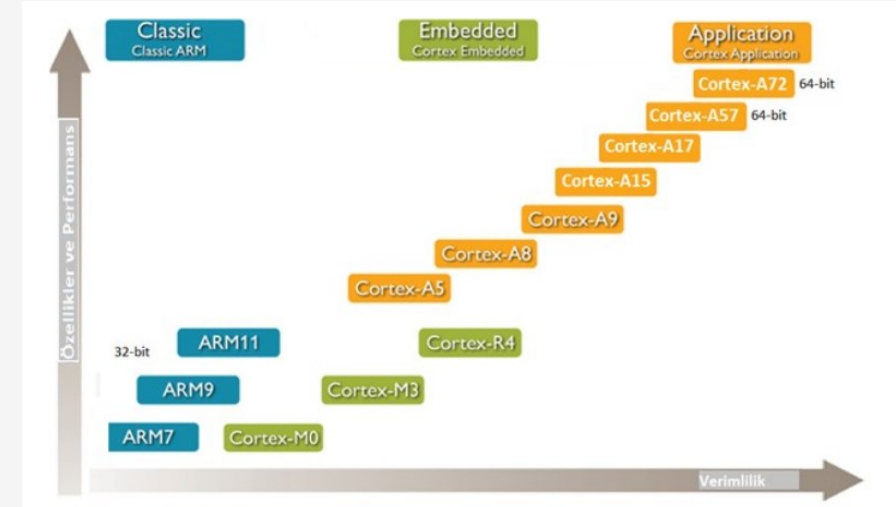 Classic
Classic ARM
Embedded
Cortex Embedded
Application
Cortex Application
Cortex-A72 64-bit
Cortex-A57 64-bit
Cortex-A17
Cortex-A15
Cortex-A9
Cortex-A8
Cortex-A5
Özellikler ve Performans
32-bit
ARM11
Cortex-R4
ARM9
Cortex-M3
ARM7
Cortex-M0
Verimlilik